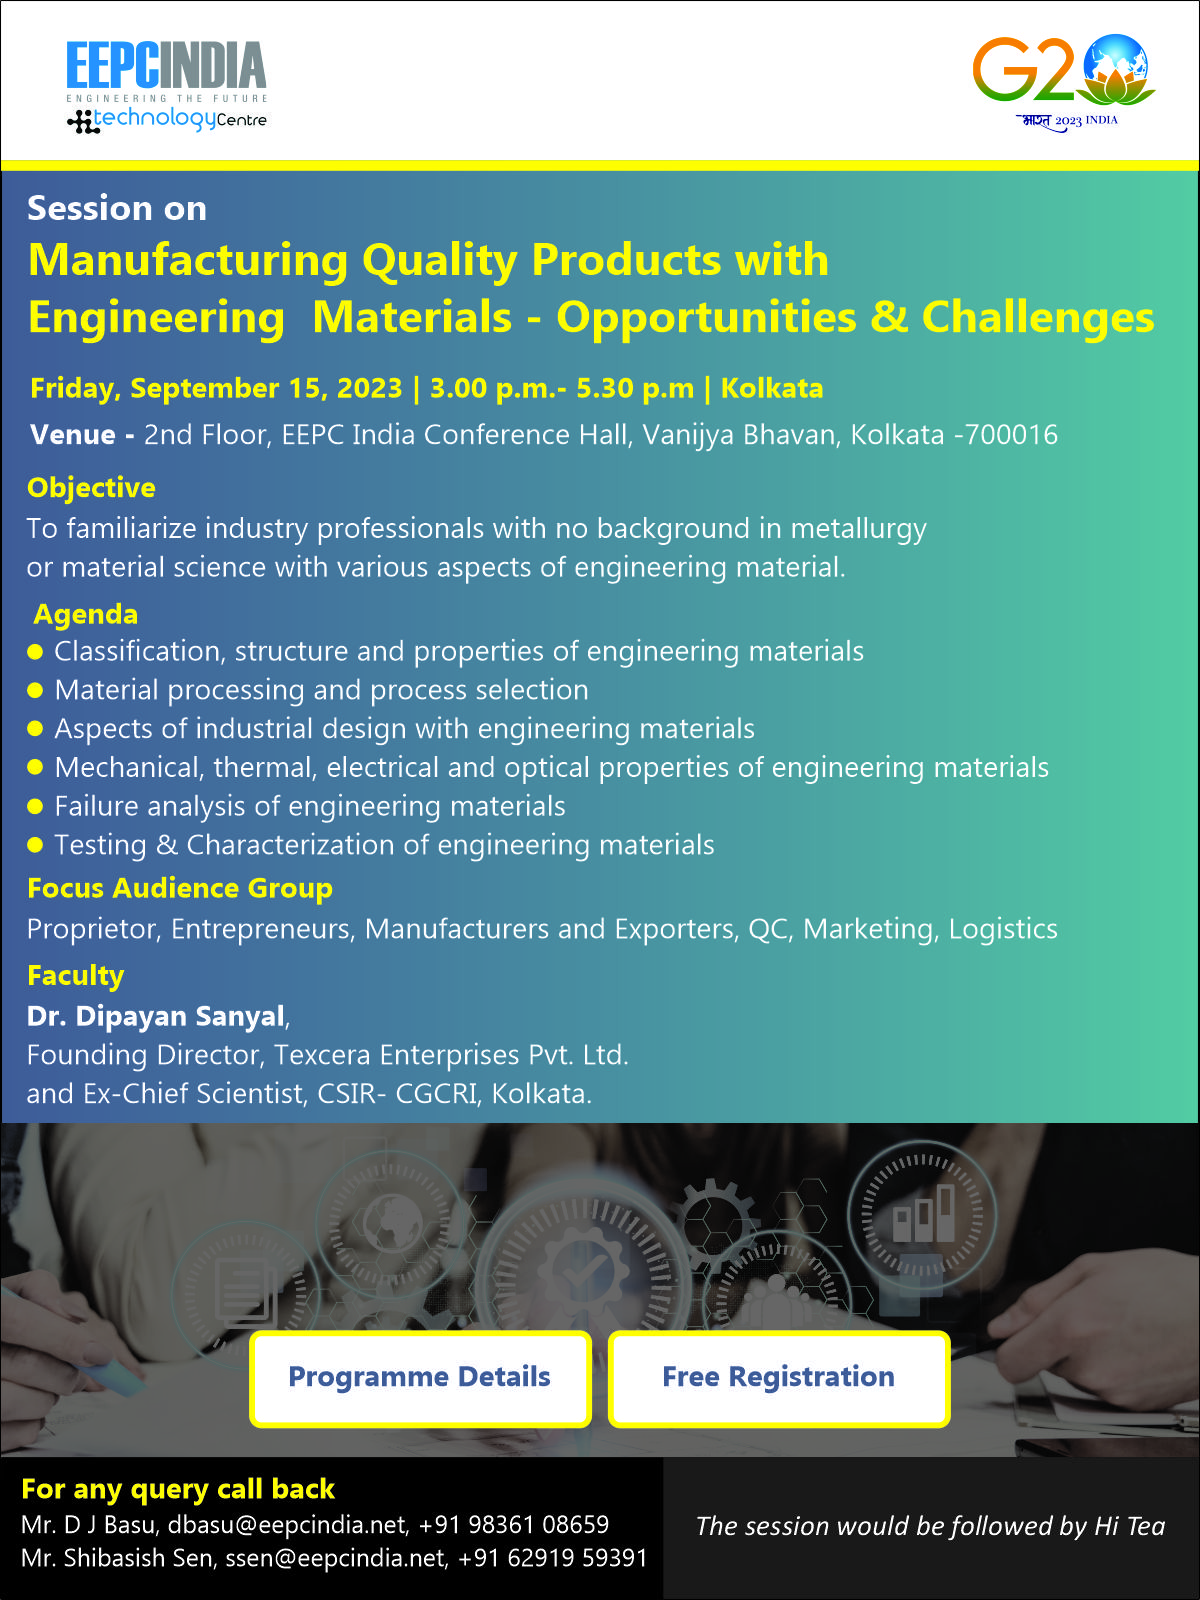 EEPCINDIA
ENGINEERING THE FUTURE
technologyCentre
G20
भारत 2023 INDIA
Session on
Manufacturing Quality Products with
Engineering Materials - Opportunities & Challenges
Friday, September 15, 2023 | 3.00 p.m.- 5.30 p.m | Kolkata
Venue - 2nd Floor, EEPC India Conference Hall, Vanijya Bhavan, Kolkata -700016
Objective
To familiarize industry professionals with no background in metallurgy
or material science with various aspects of engineering material.
Agenda
Classification, structure and properties of engineering materials
Material processing and process selection
Aspects of industrial design with engineering materials
Mechanical, thermal, electrical and optical properties of engineering materials
Failure analysis of engineering materials
Testing & Characterization of engineering materials
Focus Audience Group
Proprietor, Entrepreneurs, Manufacturers and Exporters, QC, Marketing, Logistics
Faculty
Dr. Dipayan Sanyal,
Founding Director, Texcera Enterprises Pvt. Ltd.
and Ex-Chief Scientist, CSIR- CGCRI, Kolkata.
Programme Details
Free Registration
For any query call back
Mr. D J Basu, dbasu@eepcindia.net, +91 98361 08659
Mr. Shibasish Sen, ssen@eepcindia.net, +91 62919 59391
The session would be followed by Hi Tea